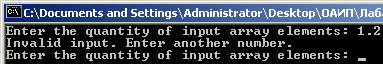 C:\Documents and Settings\Administrator\Desktop\ОАИП\Лаб
Enter the quantity of input array elements: 1.2
Invalid input. Enter another number.
Enter the quantity of input array elements: _